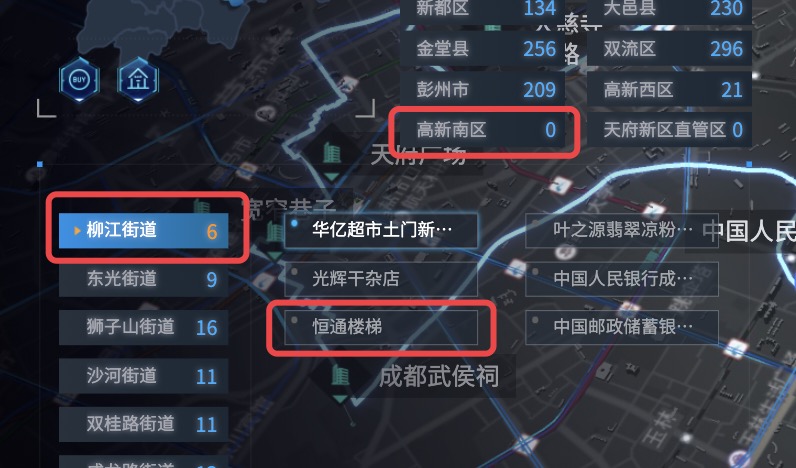 新都区 134
大邑县 230
金堂县 256
双流区 296
路
彭州市 209
高新西区 21
BUY
高新南区 0
天府新区直管区 0
天府广场
宽窄巷子
柳江街道 6
华亿超市土门新…
叶之源翡翠凉粉…
中国人民
东光街道 9
光辉干杂店
中国人民银行成…
狮子山街道 16
恒通楼梯
中国邮政储蓄银…
沙河街道 11
成都武侯祠
双桂路街道 11
玉林